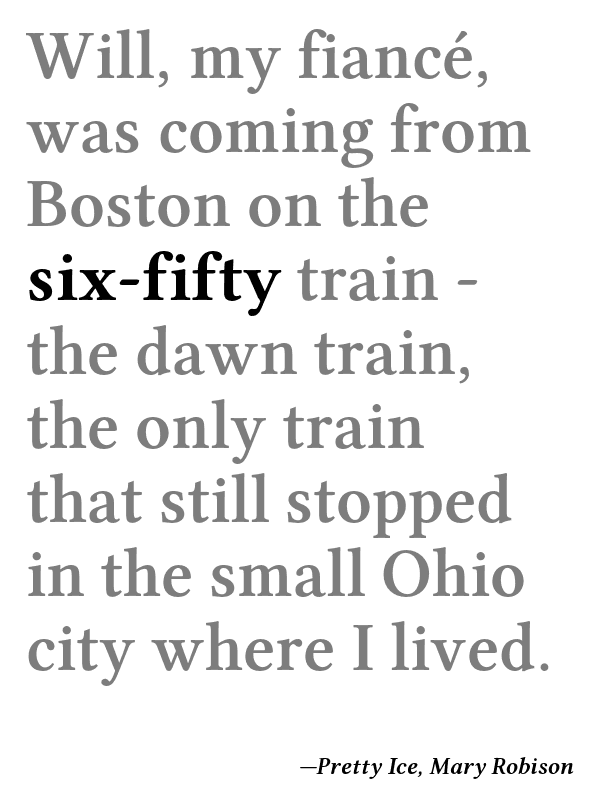 Will, my fiancé,
was coming from
Boston on the
six-fifty train -
the dawn train,
the only train
that still stopped
in the small Ohio
city where I lived.
—Pretty Ice, Mary Robison